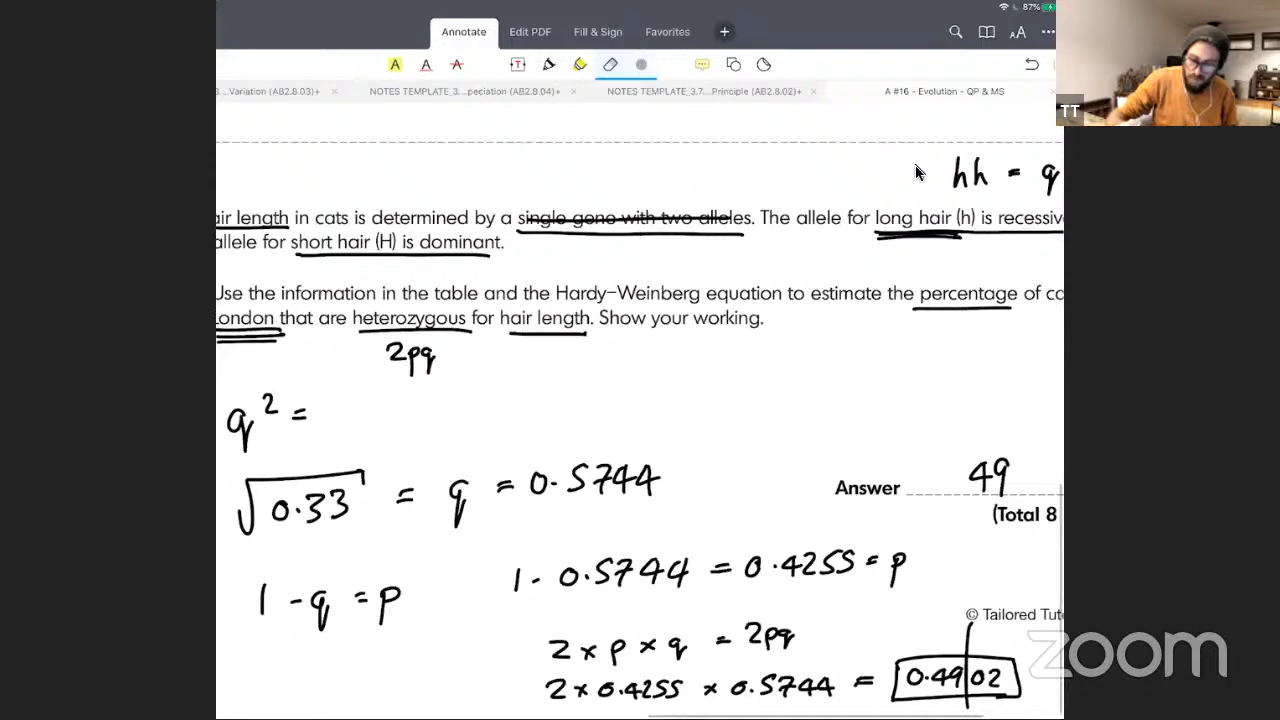 87%
Annotate Edit PDF Fill & Sign Favorites +
3 ...Variation (AB2.8.03)+ × NOTES TEMPLATE_3....peciation (AB2.8.04)+ × NOTES TEMPLATE_3.7....Principle (AB2.8.02)+ × A #16 - Evolution - QP & MS
TT
hh = q
air length in cats is determined by a single gene with two alleles. The allele for long hair (h) is recessiv
allele for short hair (H) is dominant.
Use the information in the table and the Hardy–Weinberg equation to estimate the percentage of ca
London that are heterozygous for hair length. Show your working.
2pq
q² =
√0.33 = q = 0.5744
Answer 49
(Total 8
1 - 0.5744 = 0.4255 = p
1 - q = p
© Tailored Tut
2 × p × q = 2pq
2 × 0.4255 × 0.5744 = 0.4902
zoom